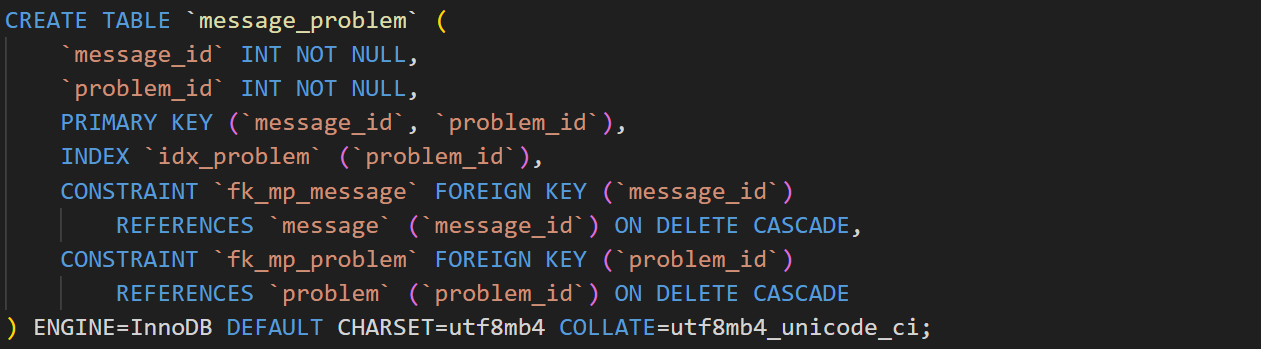 CREATE TABLE `message_problem` (
    `message_id` INT NOT NULL,
    `problem_id` INT NOT NULL,
    PRIMARY KEY (`message_id`, `problem_id`),
    INDEX `idx_problem` (`problem_id`),
    CONSTRAINT `fk_mp_message` FOREIGN KEY (`message_id`)
        REFERENCES `message` (`message_id`) ON DELETE CASCADE,
    CONSTRAINT `fk_mp_problem` FOREIGN KEY (`problem_id`)
        REFERENCES `problem` (`problem_id`) ON DELETE CASCADE
) ENGINE=InnoDB DEFAULT CHARSET=utf8mb4 COLLATE=utf8mb4_unicode_ci;